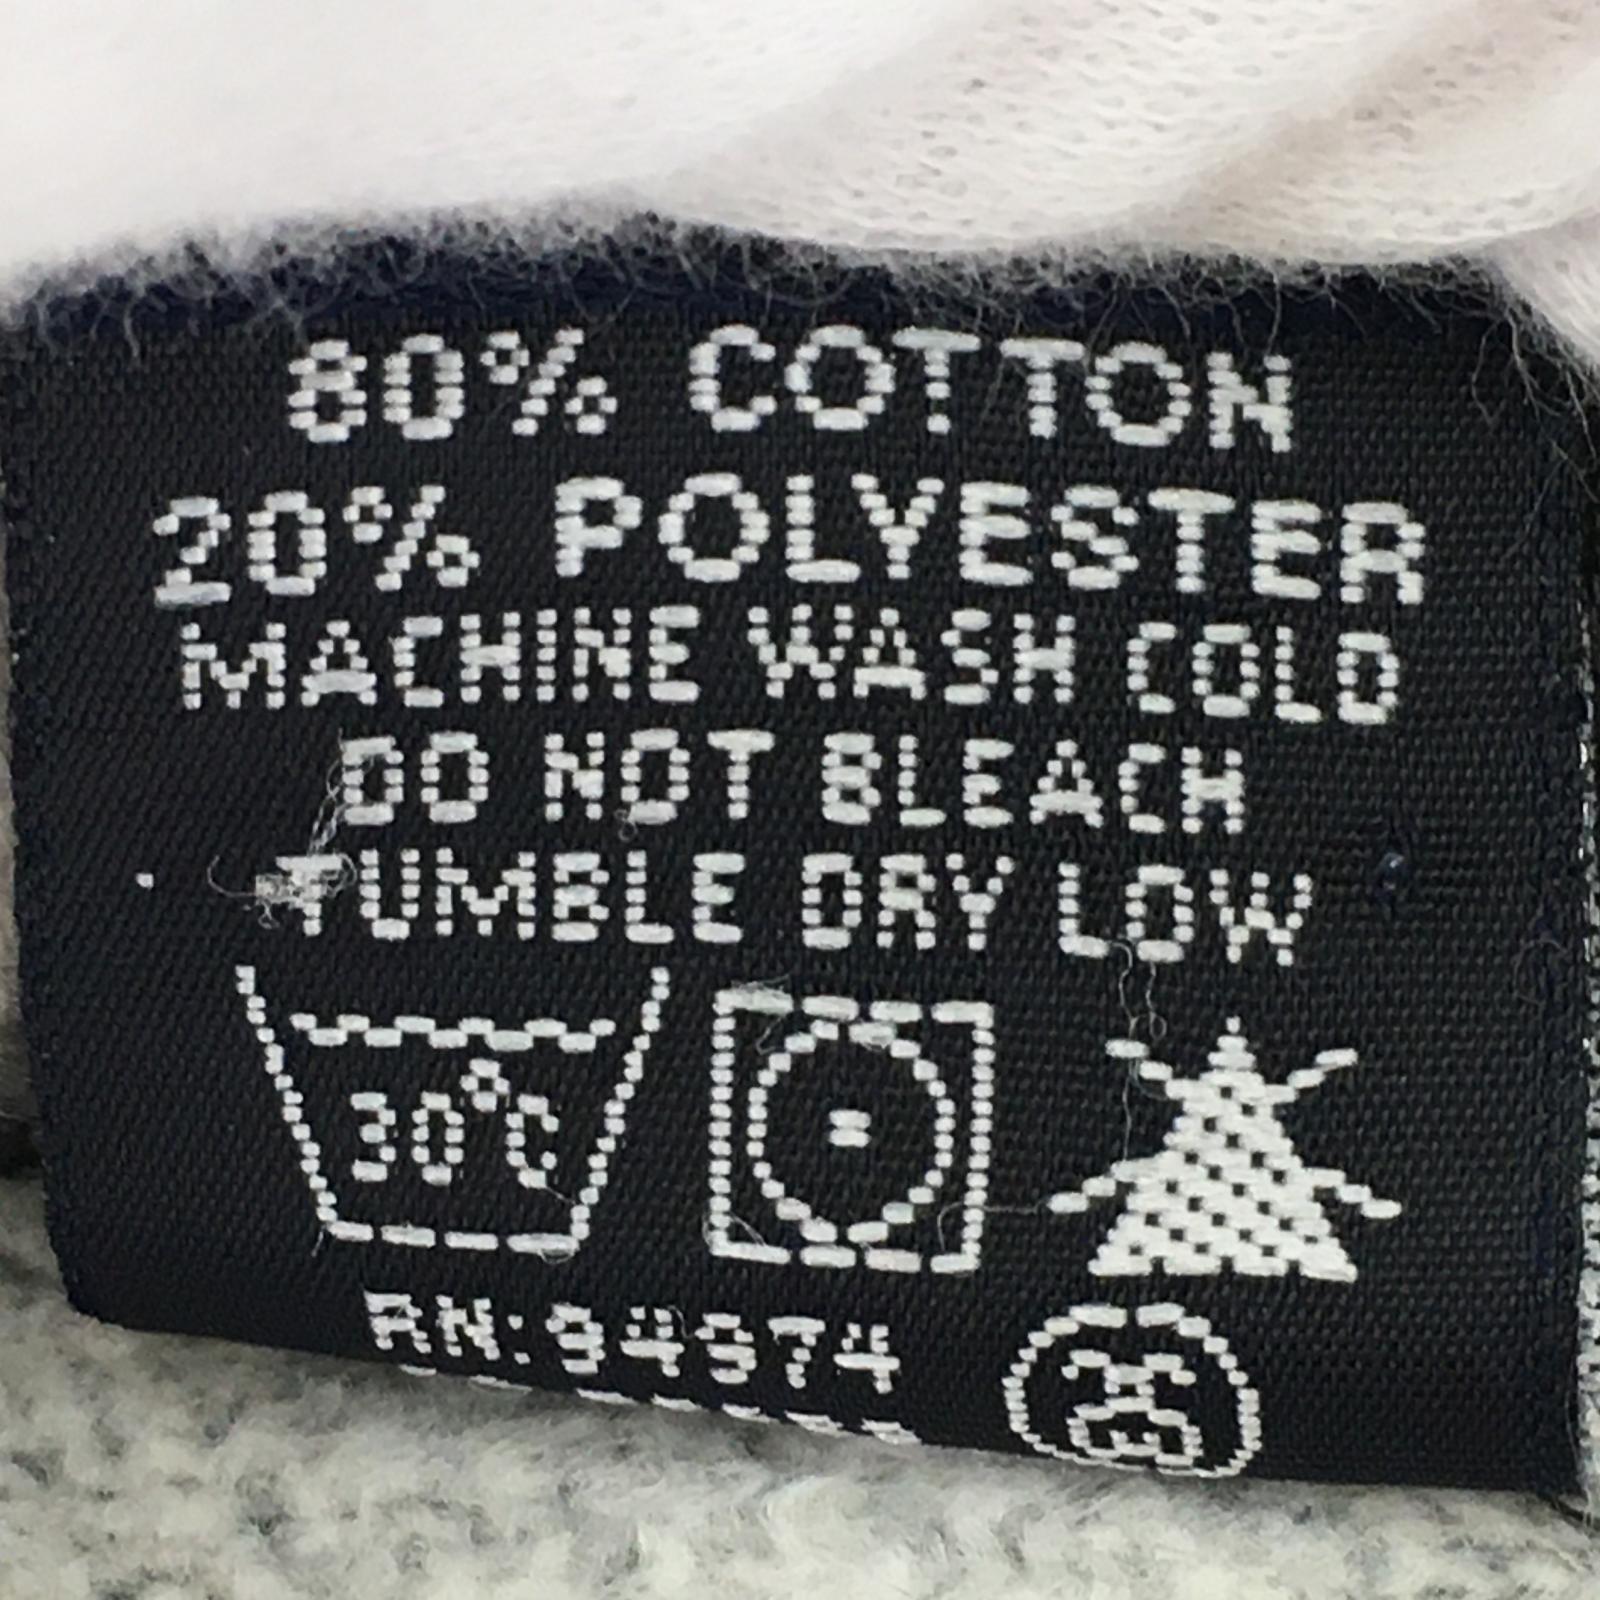 80% COTTON
20% POLYESTER
MACHINE WASH COLD
DO NOT BLEACH
TUMBLE DRY LOW
30°C
RN:94974